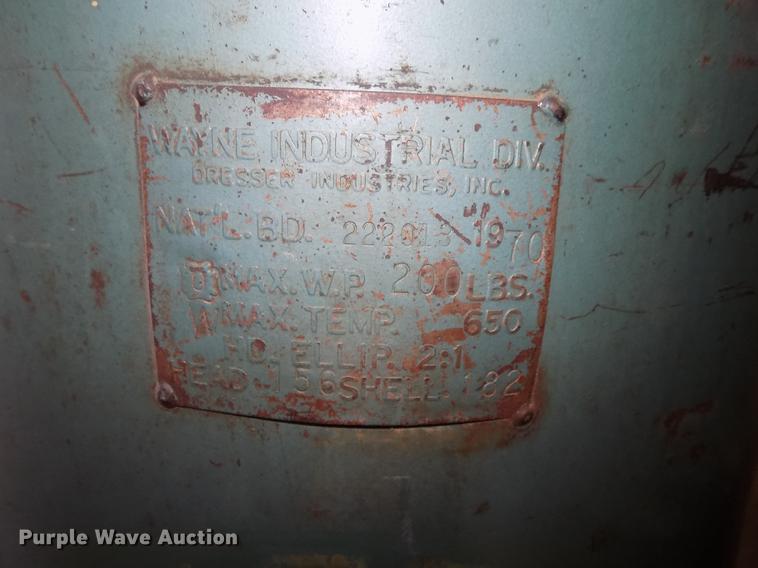 WAYNE INDUSTRIAL DIV.
DRESSER INDUSTRIES, INC.
NAT'L. BD. 222013 1970
U MAX. W.P. 200 LBS.
W MAX. TEMP. 650
HD. ELLIP. 2:1
HEAD .156 SHELL .182
Purple Wave Auction